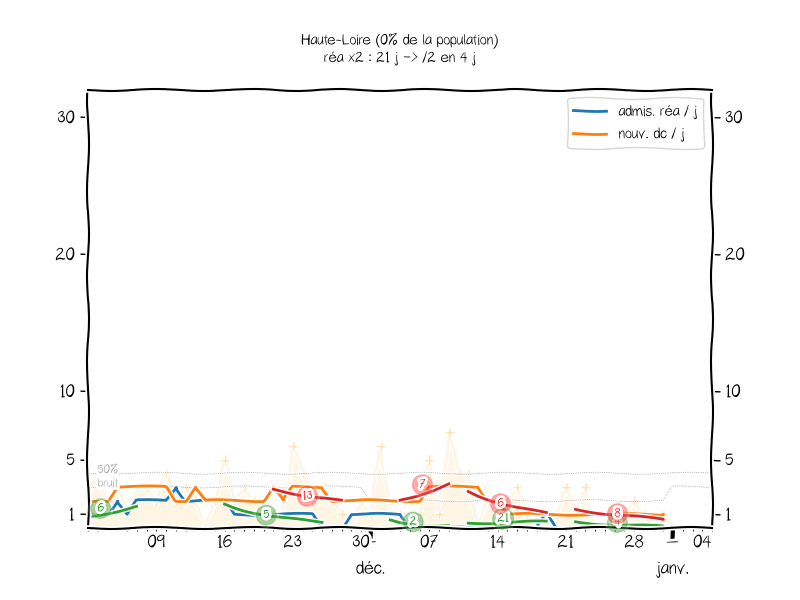 Haute-Loire (0% de la population)
réa x2 : 21 j -> /2 en 4 j
admis. réa / j
nouv. dc / j
30 30
20 20
10 10
5 5
1 1
50%
bruit
6 5 13 2 7 6 21 8
09 16 23 30 07 14 21 28 04
déc. janv.